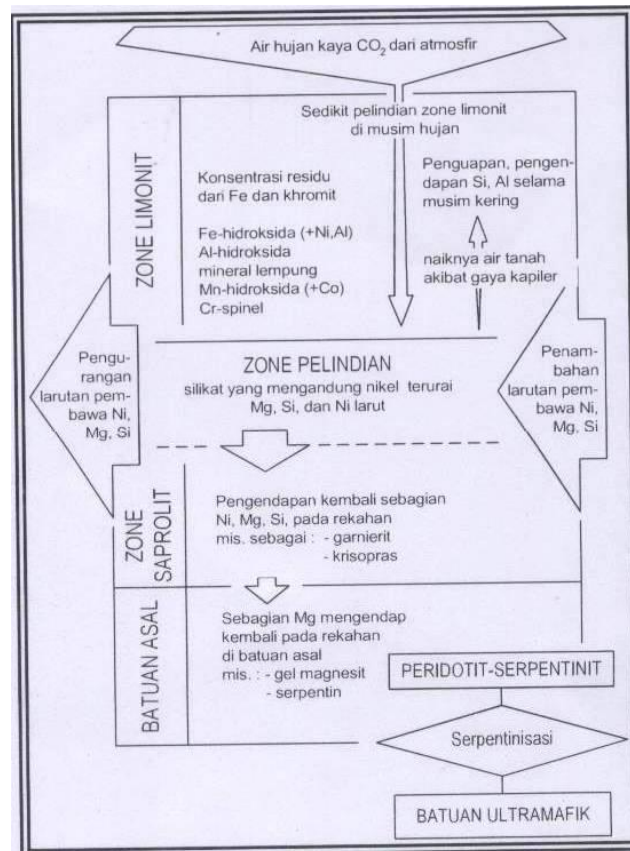 Air hujan kaya CO2 dari atmosfir
Sedikit pelindian zone limonit
di musim hujan
ZONE LIMONIT
Konsentrasi residu
dari Fe dan khromit
Fe-hidroksida (+Ni,Al)
Al-hidroksida
mineral lempung
Mn-hidroksida (+Co)
Cr-spinel
Penguapan, pengen-
dapan Si, Al selama
musim kering
naiknya air tanah
akibat gaya kapiler
Pengu-
rangan
larutan pem-
bawa Ni,
Mg, Si
ZONE PELINDIAN
silikat yang mengandung nikel terurai
Mg, Si, dan Ni larut
Penam-
bahan
larutan pem-
bawa Ni,
Mg, Si
ZONE
SAPROLIT
Pengendapan kembali sebagian
Ni, Mg, Si, pada rekahan
mis. sebagai : - garnierit
- krisopras
BATUAN ASAL
Sebagian Mg mengendap
kembali pada rekahan
di batuan asal
mis. : - gel magnesit
- serpentin
PERIDOTIT-SERPENTINIT
Serpentinisasi
BATUAN ULTRAMAFIK